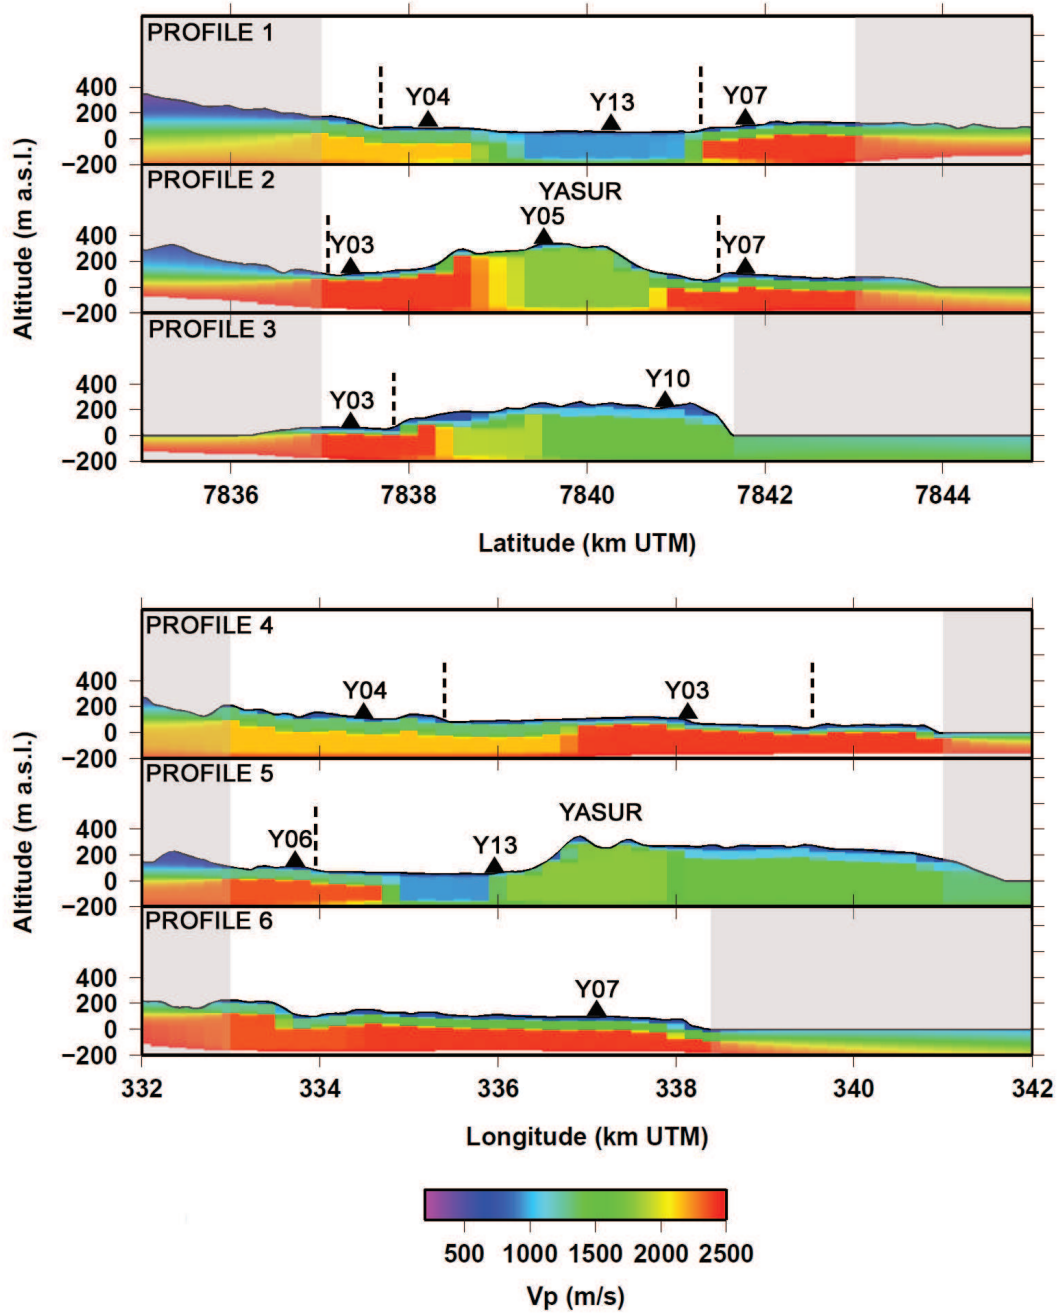 PROFILE 1
Y04
Y13
Y07
400
200
0
−200
PROFILE 2
YASUR
Y05
Y03
Y07
400
200
0
−200
PROFILE 3
Y03
Y10
400
200
0
−200
Altitude (m a.s.l.)
7836 7838 7840 7842 7844
Latitude (km UTM)
PROFILE 4
Y04
Y03
400
200
0
−200
PROFILE 5
YASUR
Y06
Y13
400
200
0
−200
PROFILE 6
Y07
400
200
0
−200
Altitude (m a.s.l.)
332 334 336 338 340 342
Longitude (km UTM)
500 1000 1500 2000 2500
Vp (m/s)